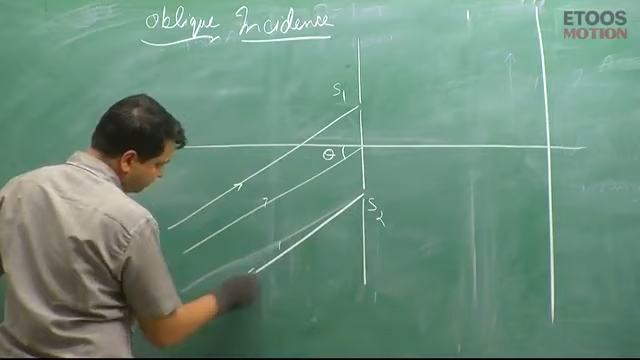 Oblique Incidence
ETOOS
MOTION
S1
θ
S2